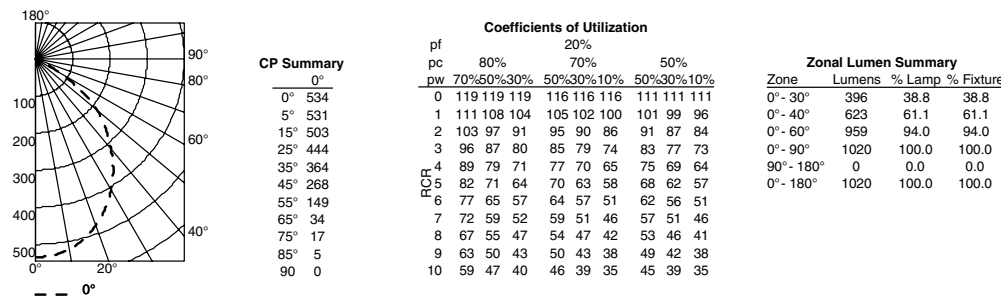 180°
90°
80°
60°
40°
20°
0°
100
200
300
400
500
0°
CP Summary
0°
0° 534
5° 531
15° 503
25° 444
35° 364
45° 268
55° 149
65° 34
75° 17
85° 5
90 0
Coefficients of Utilization
pf 20%
pc 80% 70% 50%
pw 70%50%30% 50%30%10% 50%30%10%
RCR
0 119 119 119 116 116 116 111 111 111
1 111 108 104 105 102 100 101 99 96
2 103 97 91 95 90 86 91 87 84
3 96 87 80 85 79 74 83 77 73
4 89 79 71 77 70 65 75 69 64
5 82 71 64 70 63 58 68 62 57
6 77 65 57 64 57 51 62 56 51
7 72 59 52 59 51 46 57 51 46
8 67 55 47 54 47 42 53 46 41
9 63 50 43 50 43 38 49 42 38
10 59 47 40 46 39 35 45 39 35
Zonal Lumen Summary
Zone Lumens % Lamp % Fixture
0°- 30° 396 38.8 38.8
0°- 40° 623 61.1 61.1
0°- 60° 959 94.0 94.0
0°- 90° 1020 100.0 100.0
90°- 180° 0 0.0 0.0
0°- 180° 1020 100.0 100.0